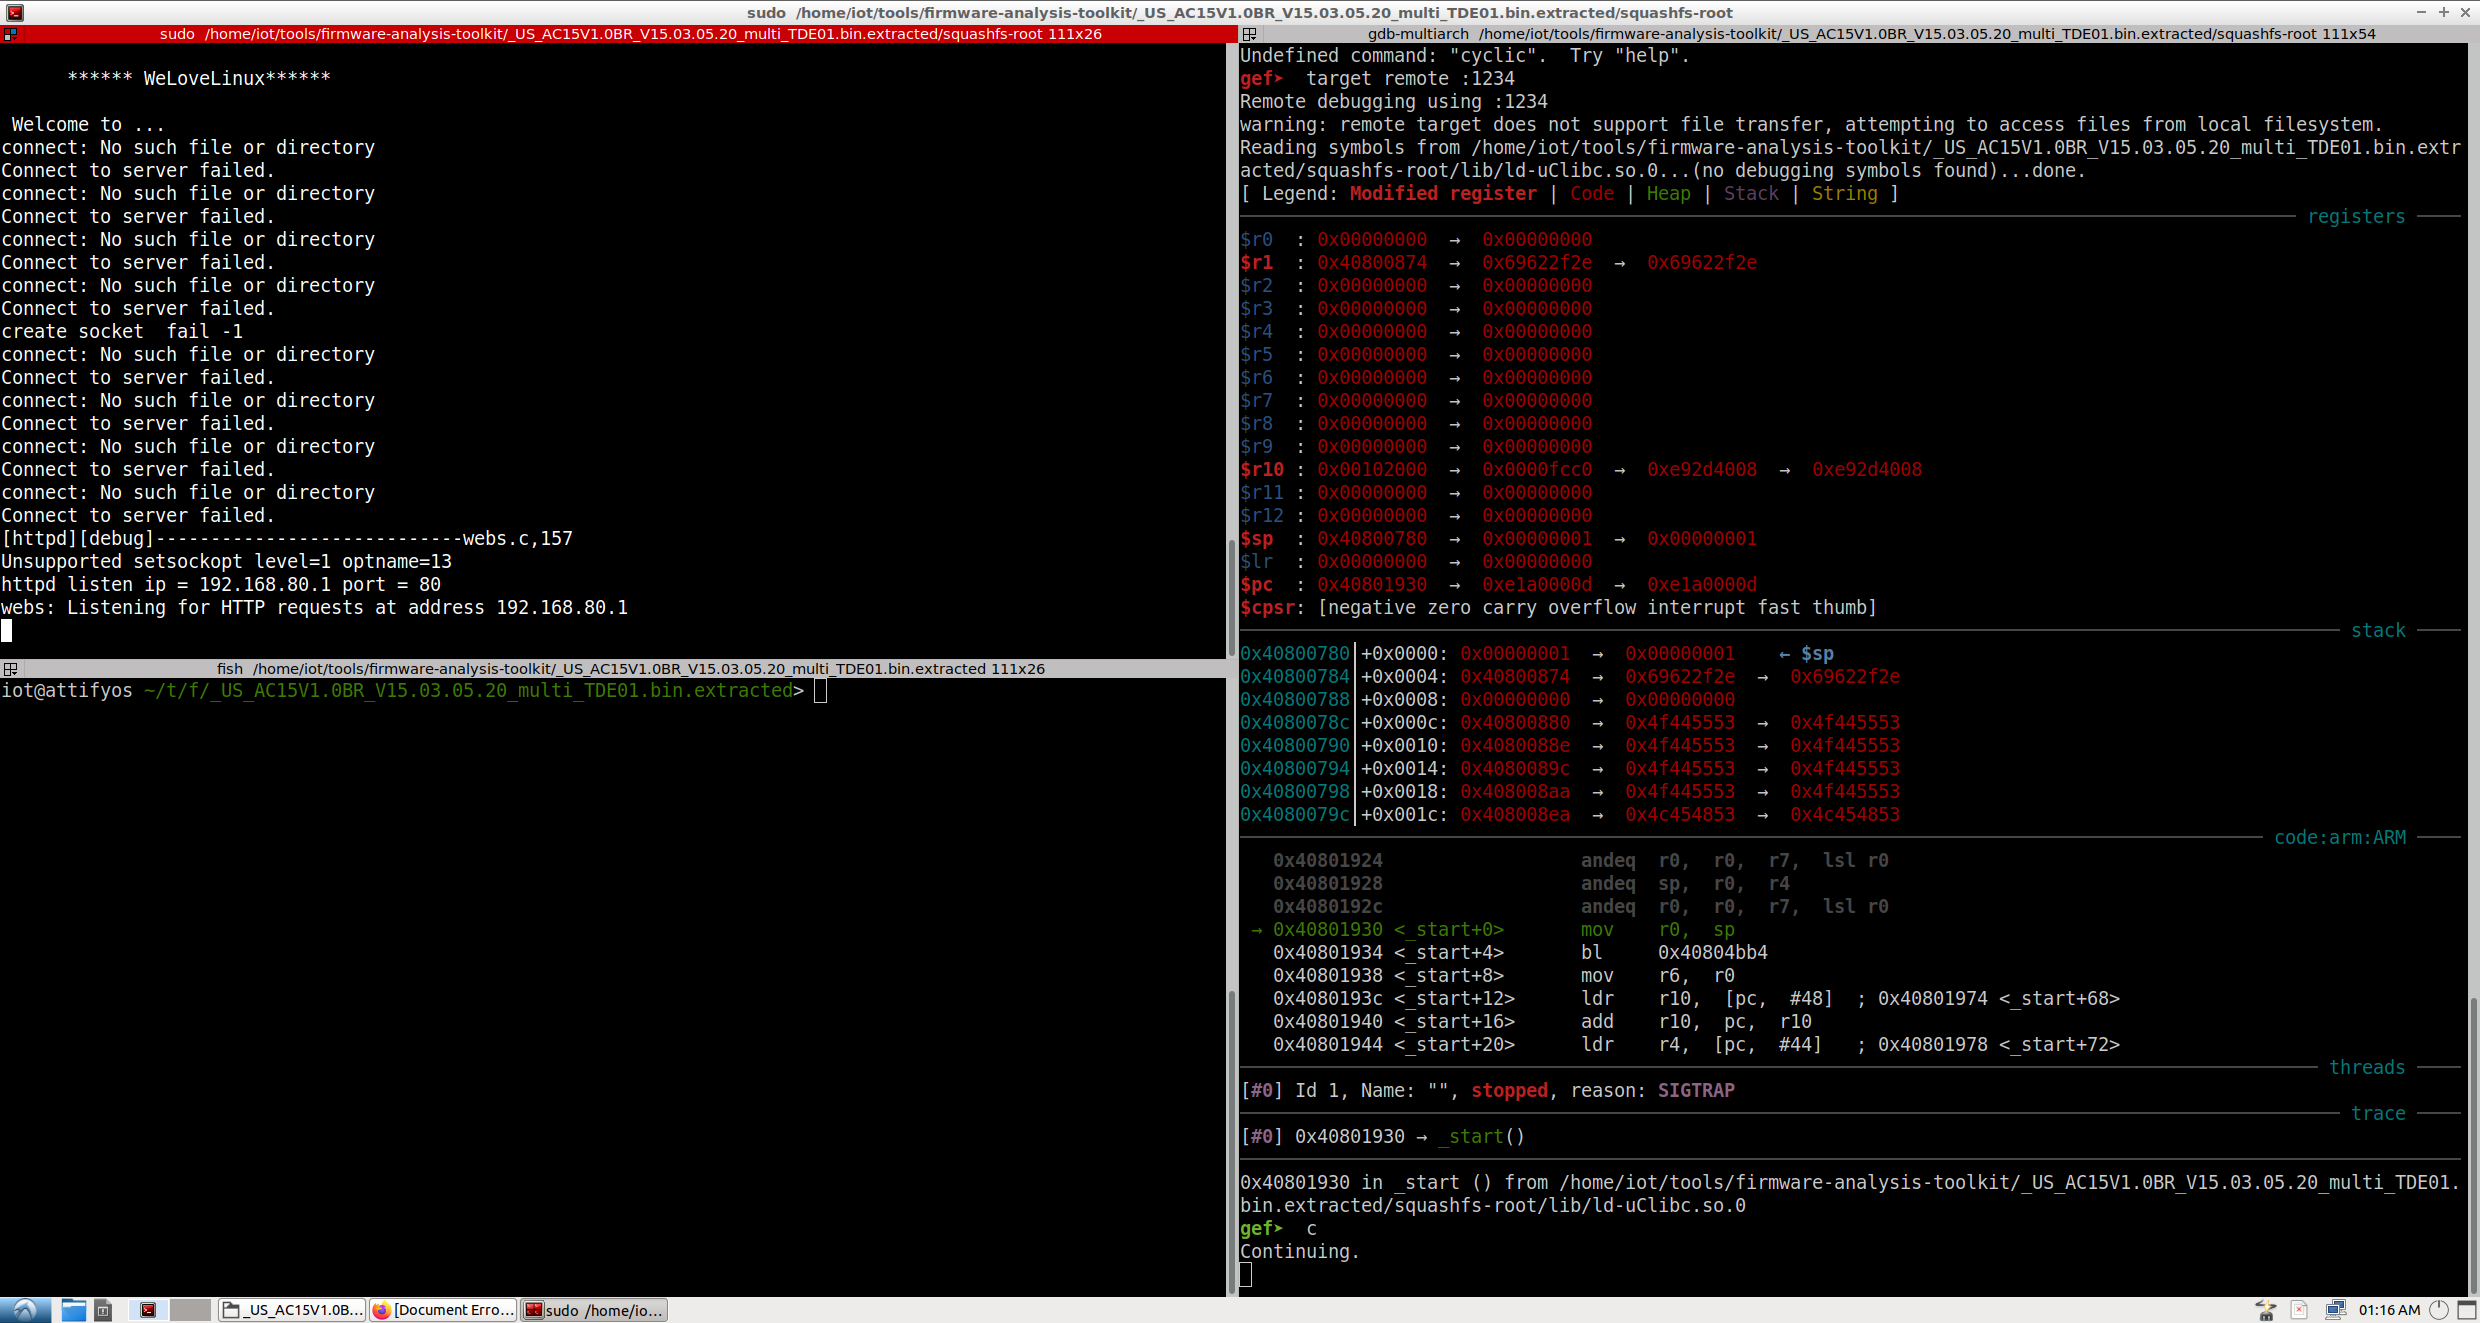 sudo /home/iot/tools/firmware-analysis-toolkit/_US_AC15V1.0BR_V15.03.05.20_multi_TDE01.bin.extracted/squashfs-root
sudo /home/iot/tools/firmware-analysis-toolkit/_US_AC15V1.0BR_V15.03.05.20_multi_TDE01.bin.extracted/squashfs-root 111x26
****** WeLoveLinux******
Welcome to ...
connect: No such file or directory
Connect to server failed.
connect: No such file or directory
Connect to server failed.
connect: No such file or directory
Connect to server failed.
connect: No such file or directory
Connect to server failed.
create socket  fail -1
connect: No such file or directory
Connect to server failed.
connect: No such file or directory
Connect to server failed.
connect: No such file or directory
Connect to server failed.
connect: No such file or directory
Connect to server failed.
[httpd][debug]----------------------------webs.c,157
Unsupported setsockopt level=1 optname=13
httpd listen ip = 192.168.80.1 port = 80
webs: Listening for HTTP requests at address 192.168.80.1
fish /home/iot/tools/firmware-analysis-toolkit/_US_AC15V1.0BR_V15.03.05.20_multi_TDE01.bin.extracted 111x26
iot@attifyos ~/t/f/_US_AC15V1.0BR_V15.03.05.20_multi_TDE01.bin.extracted>
gdb-multiarch /home/iot/tools/firmware-analysis-toolkit/_US_AC15V1.0BR_V15.03.05.20_multi_TDE01.bin.extracted/squashfs-root 111x54
Undefined command: "cyclic".  Try "help".
gef➤  target remote :1234
Remote debugging using :1234
warning: remote target does not support file transfer, attempting to access files from local filesystem.
Reading symbols from /home/iot/tools/firmware-analysis-toolkit/_US_AC15V1.0BR_V15.03.05.20_multi_TDE01.bin.extr
acted/squashfs-root/lib/ld-uClibc.so.0...(no debugging symbols found)...done.
[ Legend: Modified register | Code | Heap | Stack | String ]
registers
$r0  : 0x00000000  →  0x00000000
$r1  : 0x40800874  →  0x69622f2e  →  0x69622f2e
$r2  : 0x00000000  →  0x00000000
$r3  : 0x00000000  →  0x00000000
$r4  : 0x00000000  →  0x00000000
$r5  : 0x00000000  →  0x00000000
$r6  : 0x00000000  →  0x00000000
$r7  : 0x00000000  →  0x00000000
$r8  : 0x00000000  →  0x00000000
$r9  : 0x00000000  →  0x00000000
$r10 : 0x00102000  →  0x0000fcc0  →  0xe92d4008  →  0xe92d4008
$r11 : 0x00000000  →  0x00000000
$r12 : 0x00000000  →  0x00000000
$sp  : 0x40800780  →  0x00000001  →  0x00000001
$lr  : 0x00000000  →  0x00000000
$pc  : 0x40801930  →  0xe1a0000d  →  0xe1a0000d
$cpsr: [negative zero carry overflow interrupt fast thumb]
stack
0x40800780│+0x0000: 0x00000001  →  0x00000001    ← $sp
0x40800784│+0x0004: 0x40800874  →  0x69622f2e  →  0x69622f2e
0x40800788│+0x0008: 0x00000000  →  0x00000000
0x4080078c│+0x000c: 0x40800880  →  0x4f445553  →  0x4f445553
0x40800790│+0x0010: 0x4080088e  →  0x4f445553  →  0x4f445553
0x40800794│+0x0014: 0x4080089c  →  0x4f445553  →  0x4f445553
0x40800798│+0x0018: 0x408008aa  →  0x4f445553  →  0x4f445553
0x4080079c│+0x001c: 0x408008ea  →  0x4c454853  →  0x4c454853
code:arm:ARM
0x40801924                  andeq  r0,  r0,  r7,  lsl r0
0x40801928                  andeq  sp,  r0,  r4
0x4080192c                  andeq  r0,  r0,  r7,  lsl r0
→ 0x40801930 <_start+0>       mov    r0,  sp
0x40801934 <_start+4>       bl     0x40804bb4
0x40801938 <_start+8>       mov    r6,  r0
0x4080193c <_start+12>      ldr    r10,  [pc,  #48]  ; 0x40801974 <_start+68>
0x40801940 <_start+16>      add    r10,  pc,  r10
0x40801944 <_start+20>      ldr    r4,  [pc,  #44]   ; 0x40801978 <_start+72>
threads
[#0] Id 1, Name: "", stopped, reason: SIGTRAP
trace
[#0] 0x40801930 → _start()
0x40801930 in _start () from /home/iot/tools/firmware-analysis-toolkit/_US_AC15V1.0BR_V15.03.05.20_multi_TDE01.
bin.extracted/squashfs-root/lib/ld-uClibc.so.0
gef➤  c
Continuing.
_US_AC15V1.0B... [Document Erro... sudo /home/io... 01:16 AM